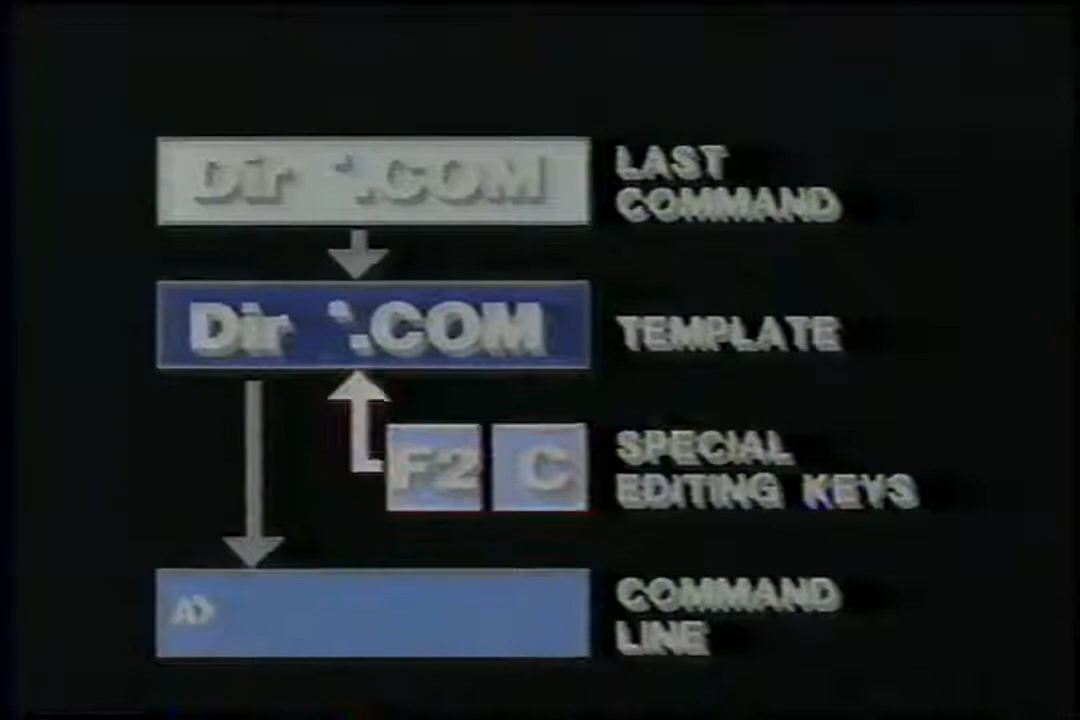 Dir *.COM
LAST
COMMAND
Dir *.COM
TEMPLATE
F2 C
SPECIAL
EDITING KEYS
A>
COMMAND
LINE